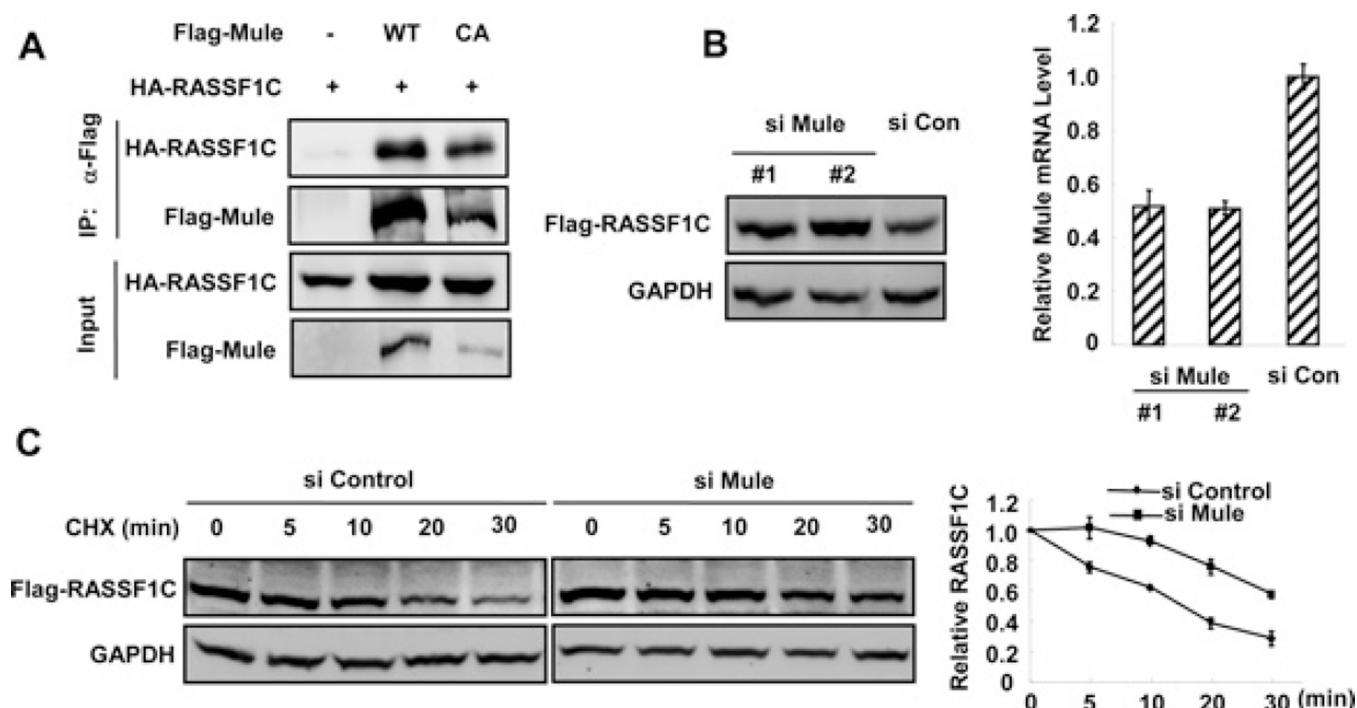 A
Flag-Mule - WT CA
HA-RASSF1C + + +
IP: α-Flag
HA-RASSF1C
Flag-Mule
Input
HA-RASSF1C
Flag-Mule
B
si Mule si Con
#1 #2
Flag-RASSF1C
GAPDH
Relative Mule mRNA Level
1.2
1.0
0.8
0.6
0.4
0.2
0
si Mule si Con
#1 #2
C
si Control si Mule
CHX (min) 0 5 10 20 30 0 5 10 20 30
Flag-RASSF1C
GAPDH
Relative RASSF1C
1.2
1.0
0.8
0.6
0.4
0.2
0
si Control
si Mule
0 5 10 20 30 (min)